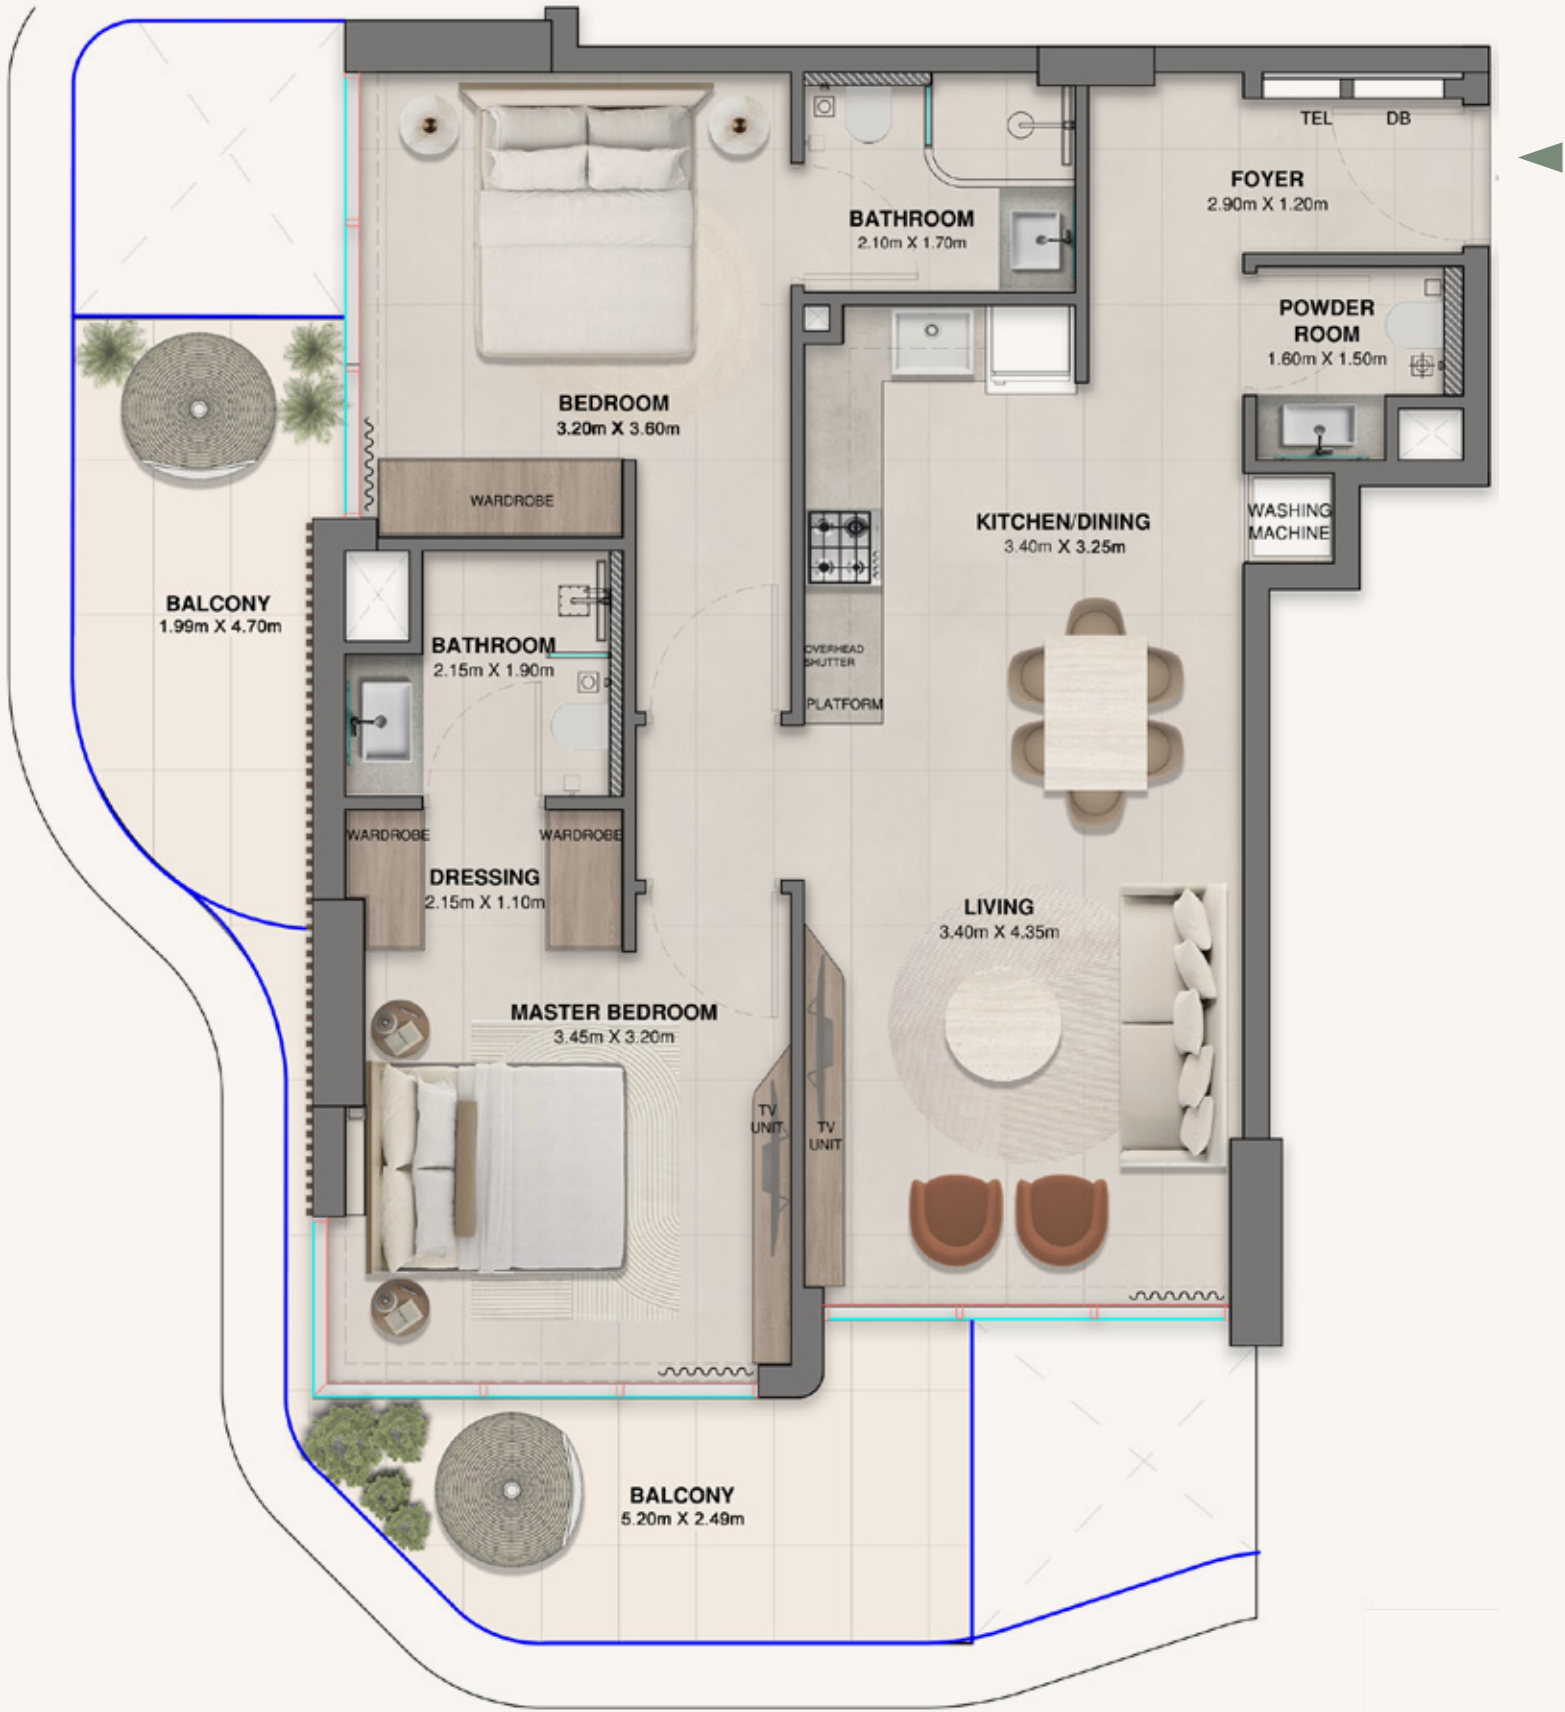 TEL
DB
FOYER
2.90m X 1.20m
BATHROOM
2.10m X 1.70m
POWDER
ROOM
1.60m X 1.50m
BEDROOM
3.20m X 3.60m
WARDROBE
KITCHEN/DINING
3.40m X 3.25m
WASHING
MACHINE
BALCONY
1.99m X 4.70m
BATHROOM
2.15m X 1.90m
OVERHEAD
SHUTTER
PLATFORM
WARDROBE
WARDROBE
DRESSING
2.15m X 1.10m
LIVING
3.40m X 4.35m
MASTER BEDROOM
3.45m X 3.20m
TV
UNIT
TV
UNIT
BALCONY
5.20m X 2.49m